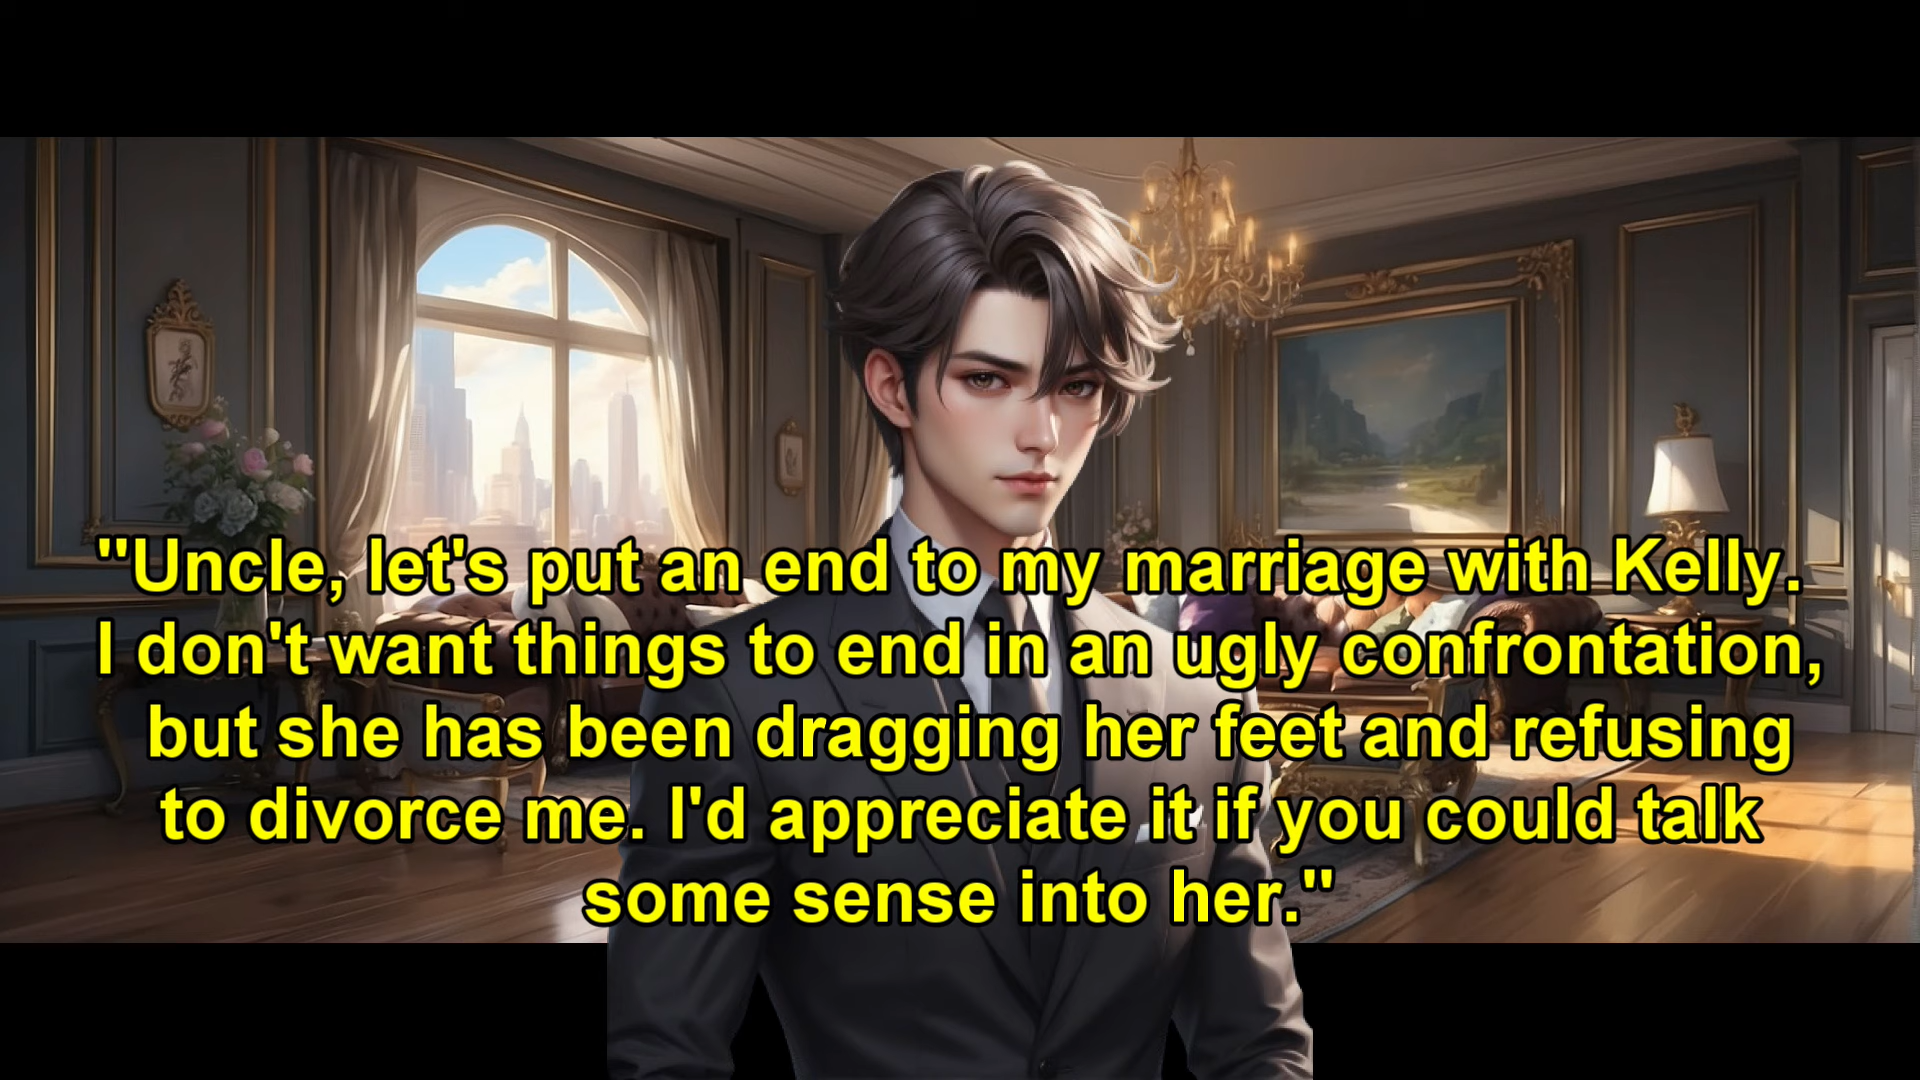 "Uncle, let's put an end to my marriage with Kelly.
I don't want things to end in an ugly confrontation,
but she has been dragging her feet and refusing
to divorce me. I'd appreciate it if you could talk
some sense into her."